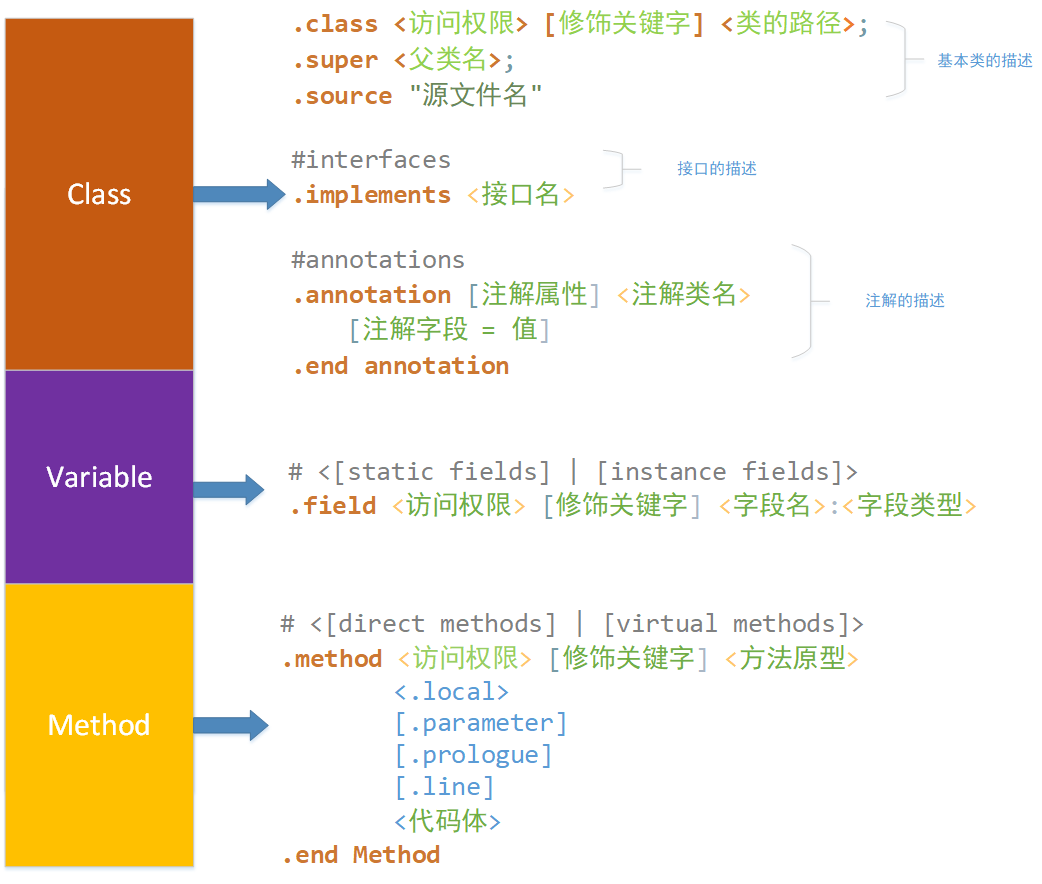 .class <访问权限> [修饰关键字] <类的路径>;
.super <父类名>;
.source "源文件名"
基本类的描述
#interfaces
.implements <接口名>
接口的描述
Class
#annotations
.annotation [注解属性] <注解类名>
[注解字段 = 值]
.end annotation
注解的描述
Variable
# <[static fields] | [instance fields]>
.field <访问权限> [修饰关键字] <字段名>:<字段类型>
Method
# <[direct methods] | [virtual methods]>
.method <访问权限> [修饰关键字] <方法原型>
<.local>
[.parameter]
[.prologue]
[.line]
<代码体>
.end Method